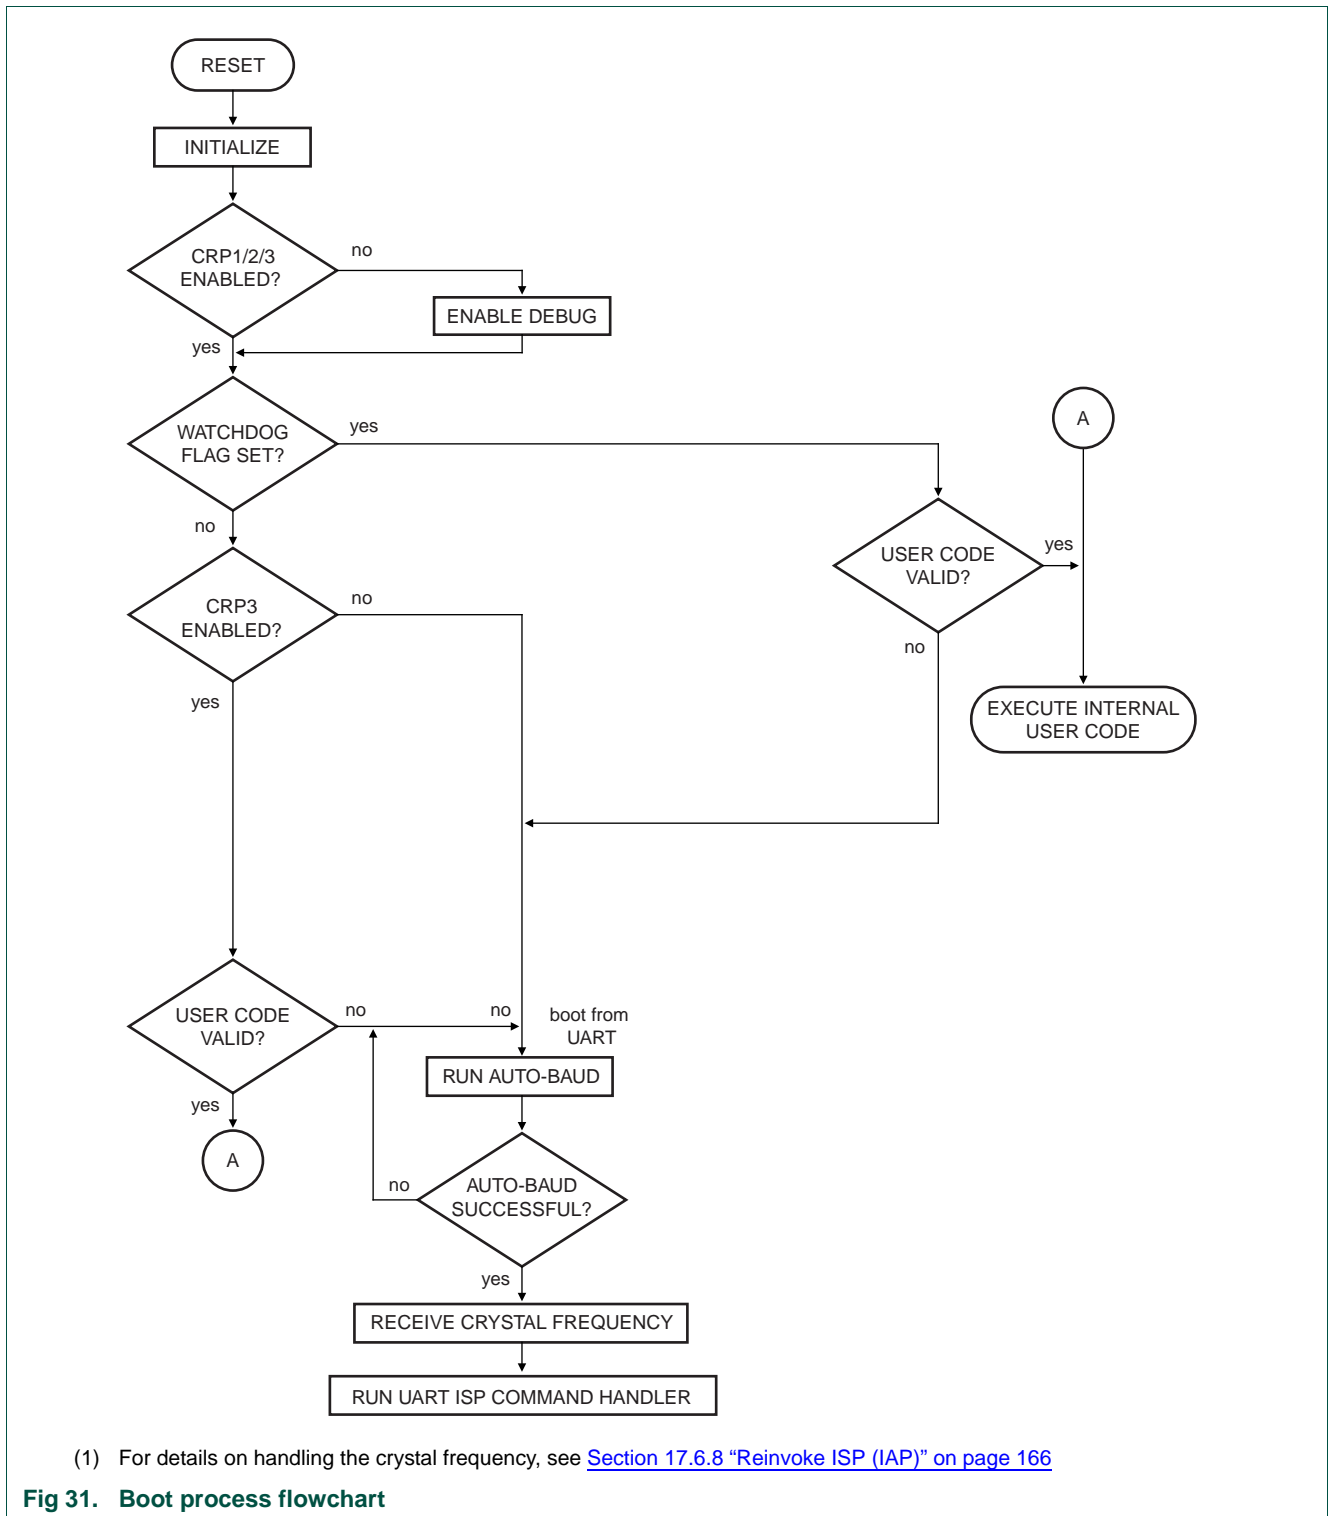 RESET
INITIALIZE
CRP1/2/3
ENABLED?
no
ENABLE DEBUG
yes
WATCHDOG
FLAG SET?
yes
A
no
USER CODE
VALID?
yes
no
CRP3
ENABLED?
no
yes
EXECUTE INTERNAL
USER CODE
USER CODE
VALID?
no
no
boot from
UART
RUN AUTO-BAUD
yes
A
AUTO-BAUD
SUCCESSFUL?
no
yes
RECEIVE CRYSTAL FREQUENCY
RUN UART ISP COMMAND HANDLER
(1) For details on handling the crystal frequency, see Section 17.6.8 “Reinvoke ISP (IAP)” on page 166
Fig 31. Boot process flowchart